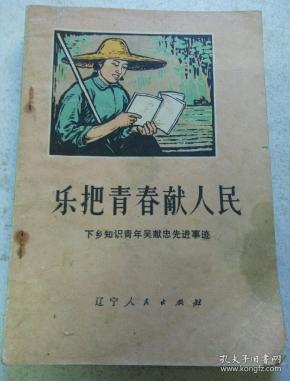 乐把青春献人民
下乡知识青年吴献忠先进事迹
辽宁人民出版社
孔夫子旧书网